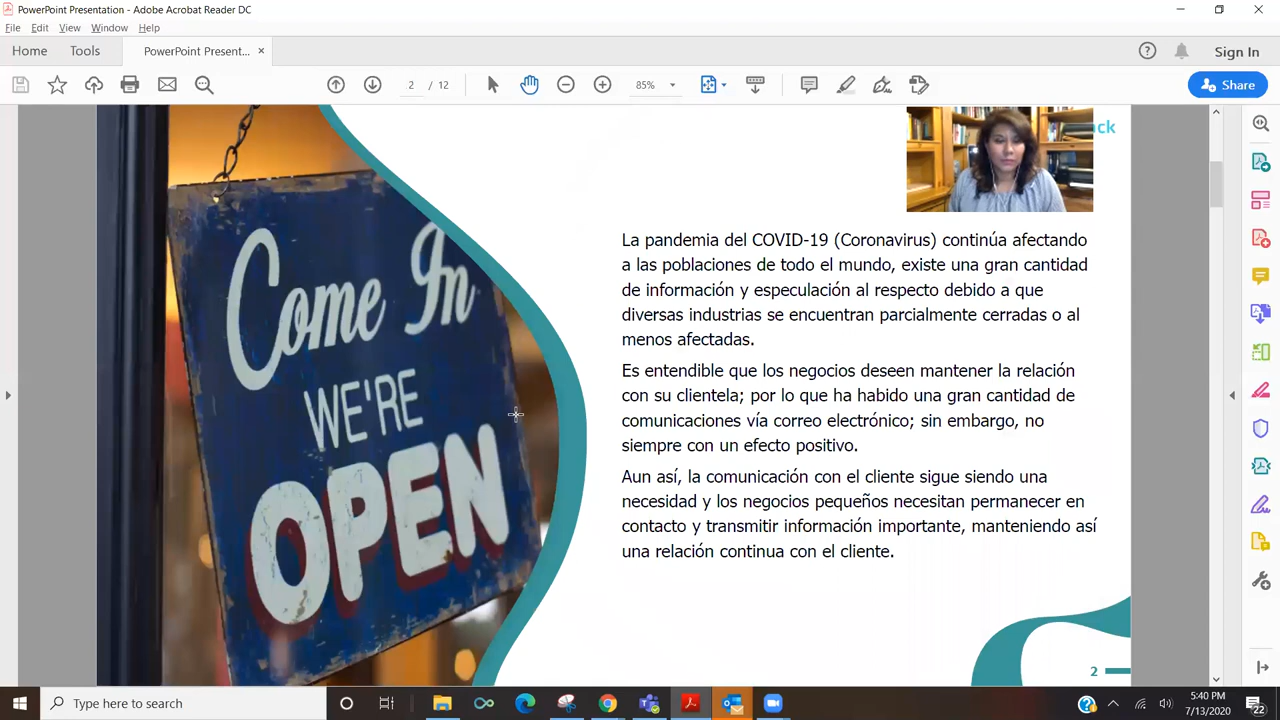 PowerPoint Presentation - Adobe Acrobat Reader DC
File Edit View Window Help
Home Tools PowerPoint Present... × Sign In
2 / 12 85% Share
ck
Come In
WE'RE
OPEN
La pandemia del COVID-19 (Coronavirus) continúa afectando
a las poblaciones de todo el mundo, existe una gran cantidad
de información y especulación al respecto debido a que
diversas industrias se encuentran parcialmente cerradas o al
menos afectadas.
Es entendible que los negocios deseen mantener la relación
con su clientela; por lo que ha habido una gran cantidad de
comunicaciones vía correo electrónico; sin embargo, no
siempre con un efecto positivo.
Aun así, la comunicación con el cliente sigue siendo una
necesidad y los negocios pequeños necesitan permanecer en
contacto y transmitir información importante, manteniendo así
una relación continua con el cliente.
2
Type here to search
5:40 PM
7/13/2020
22